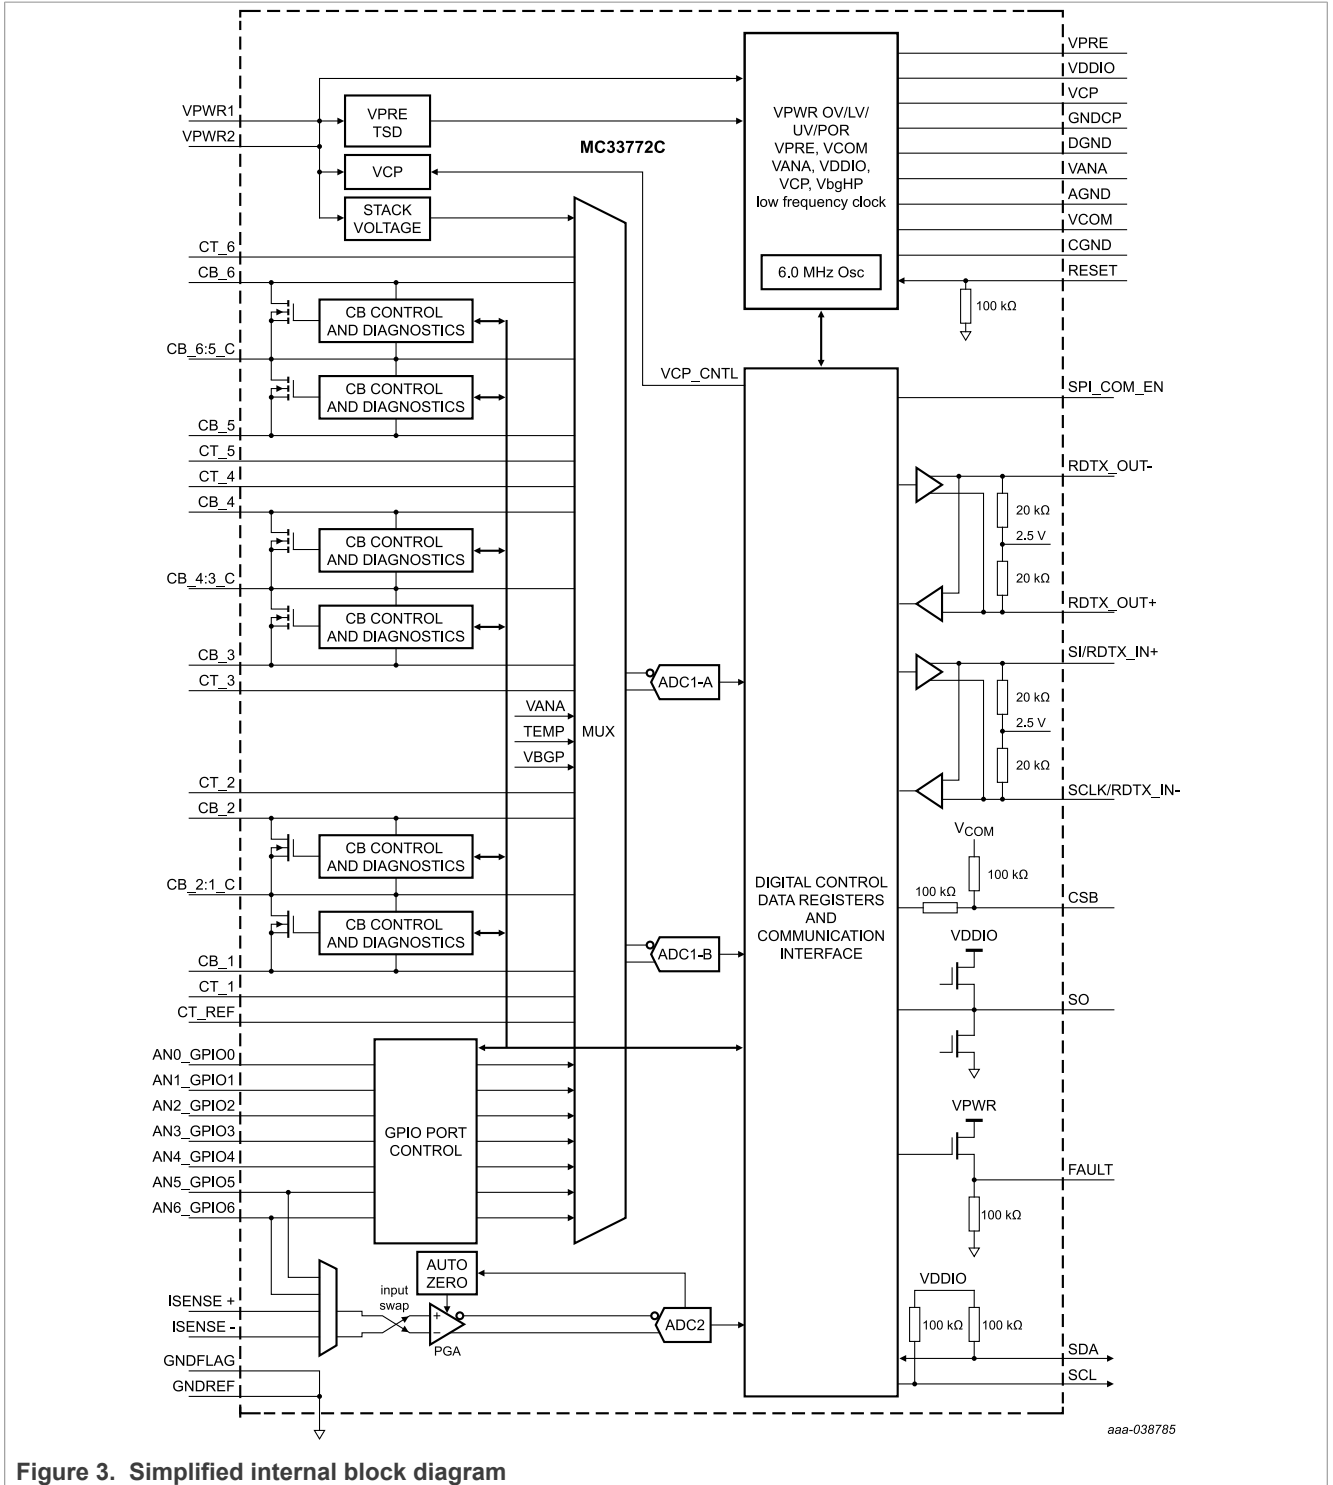 VPWR1
VPWR2
VPRE
TSD
VCP
STACK
VOLTAGE
MC33772C
VPWR OV/LV/
UV/POR
VPRE, VCOM
VANA, VDDIO,
VCP, VbgHP
low frequency clock
6.0 MHz Osc
VPRE
VDDIO
VCP
GNDCP
DGND
VANA
AGND
VCOM
CGND
RESET
100 kΩ
CT_6
CB_6
CB CONTROL
AND DIAGNOSTICS
CB_6:5_C
CB CONTROL
AND DIAGNOSTICS
CB_5
CT_5
CT_4
CB_4
CB CONTROL
AND DIAGNOSTICS
CB_4:3_C
CB CONTROL
AND DIAGNOSTICS
CB_3
CT_3
VANA
TEMP
VBGP
MUX
CT_2
CB_2
CB CONTROL
AND DIAGNOSTICS
CB_2:1_C
CB CONTROL
AND DIAGNOSTICS
CB_1
CT_1
CT_REF
VCP_CNTL
ADC1-A
ADC1-B
DIGITAL CONTROL
DATA REGISTERS
AND
COMMUNICATION
INTERFACE
SPI_COM_EN
RDTX_OUT-
20 kΩ
2.5 V
20 kΩ
RDTX_OUT+
SI/RDTX_IN+
20 kΩ
2.5 V
20 kΩ
SCLK/RDTX_IN-
VCOM
100 kΩ
100 kΩ
CSB
VDDIO
SO
VPWR
FAULT
100 kΩ
VDDIO
100 kΩ
100 kΩ
SDA
SCL
AN0_GPIO0
AN1_GPIO1
AN2_GPIO2
AN3_GPIO3
AN4_GPIO4
AN5_GPIO5
AN6_GPIO6
GPIO PORT
CONTROL
AUTO
ZERO
input
swap
+
−
PGA
ADC2
ISENSE +
ISENSE -
GNDFLAG
GNDREF
aaa-038785
Figure 3. Simplified internal block diagram